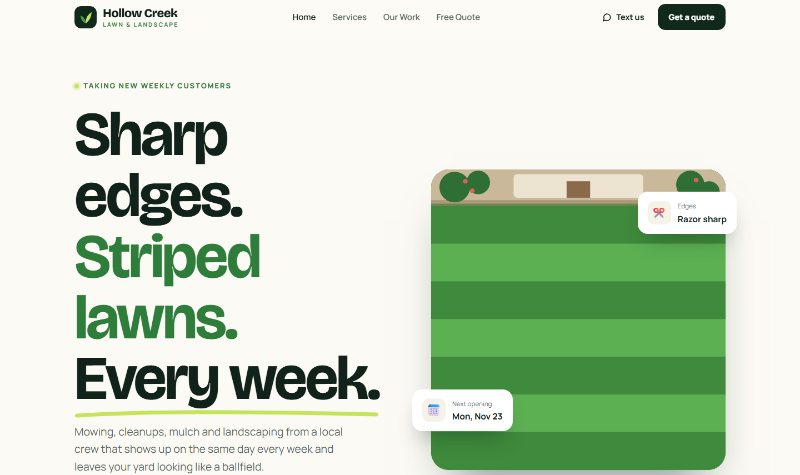 Hollow Creek
LAWN & LANDSCAPE
Home
Services
Our Work
Free Quote
Text us
Get a quote
TAKING NEW WEEKLY CUSTOMERS
Sharp
edges.
Striped
lawns.
Every week.
Mowing, cleanups, mulch and landscaping from a local
crew that shows up on the same day every week and
leaves your yard looking like a ballfield.
Edges
Razor sharp
Next opening
Mon, Nov 23